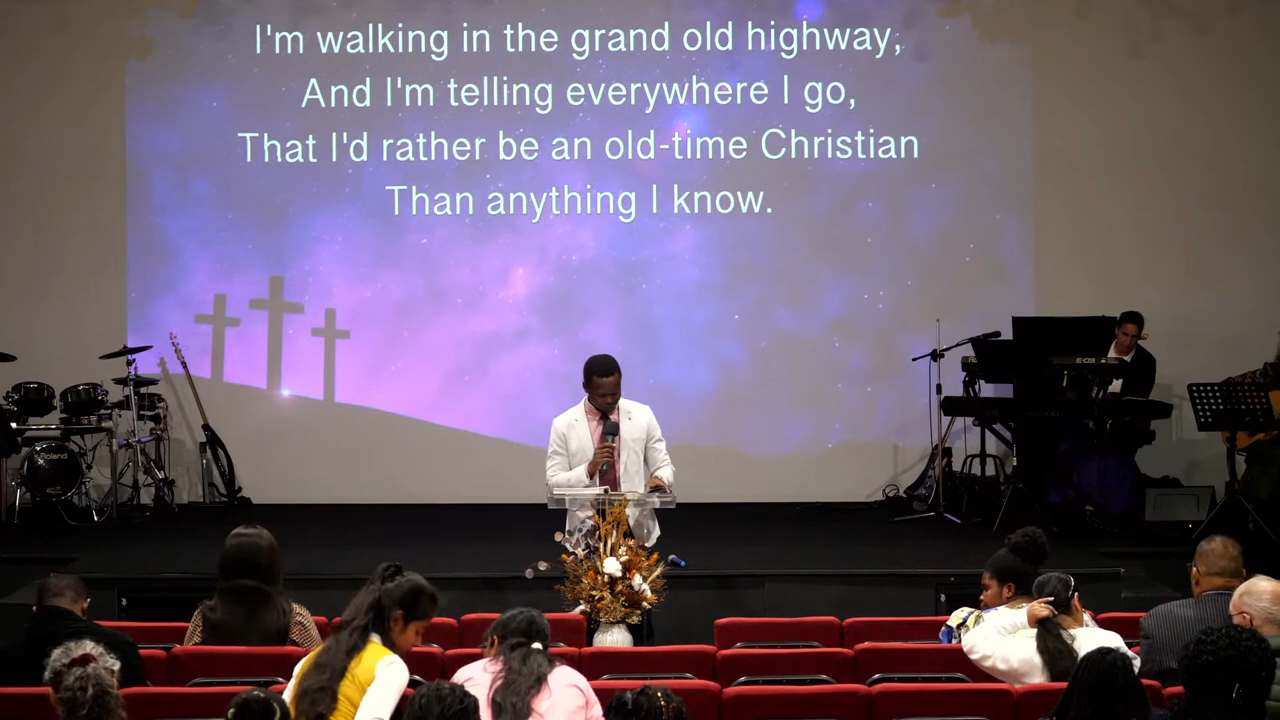 I'm walking in the grand old highway,
And I'm telling everywhere I go,
That I'd rather be an old-time Christian
Than anything I know.
Roland
E-09